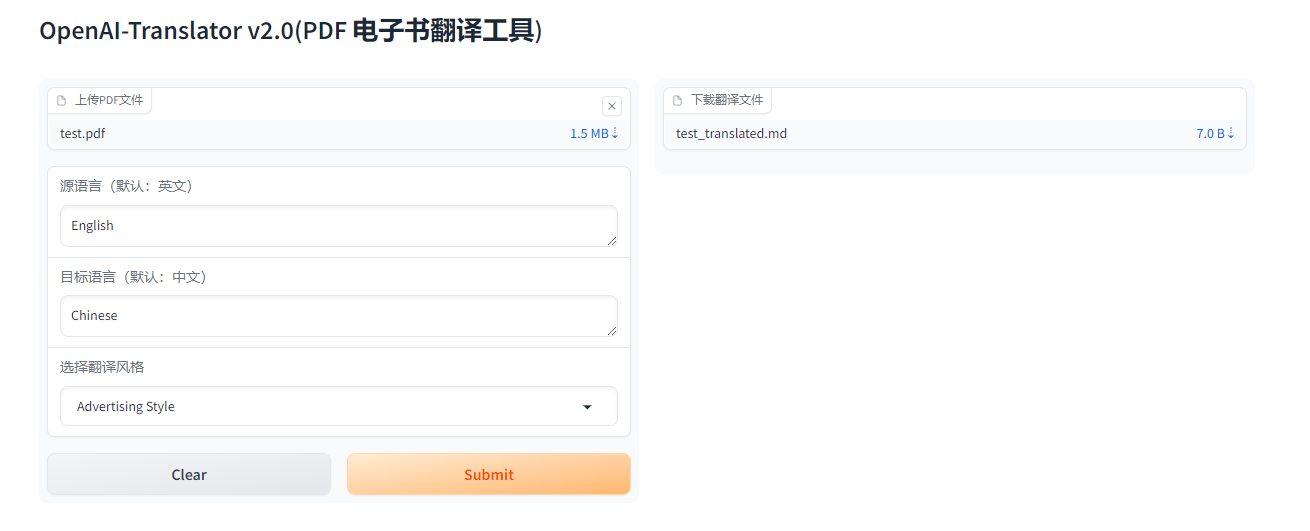 OpenAI-Translator v2.0(PDF 电子书翻译工具)
上传PDF文件
test.pdf
1.5 MB⇣
源语言（默认：英文）
English
目标语言（默认：中文）
Chinese
选择翻译风格
Advertising Style
Clear
Submit
下载翻译文件
test_translated.md
7.0 B⇣